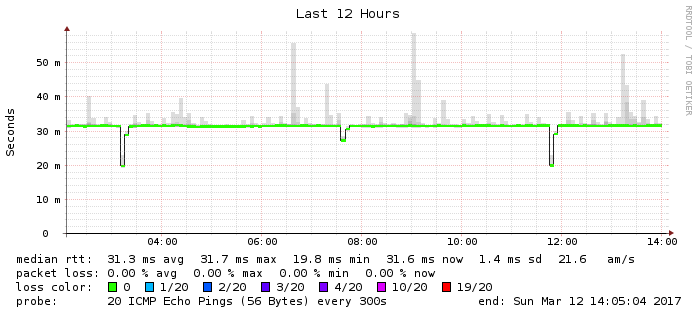 Last 12 Hours
RRDTOOL / TOBI OETIKER
Seconds
50 m
40 m
30 m
20 m
10 m
0
04:00 06:00 08:00 10:00 12:00 14:00
median rtt: 31.3 ms avg 31.7 ms max 19.8 ms min 31.6 ms now 1.4 ms sd 21.6 am/s
packet loss: 0.00 % avg 0.00 % max 0.00 % min 0.00 % now
loss color: 0 1/20 2/20 3/20 4/20 10/20 19/20
probe: 20 ICMP Echo Pings (56 Bytes) every 300s end: Sun Mar 12 14:05:04 2017